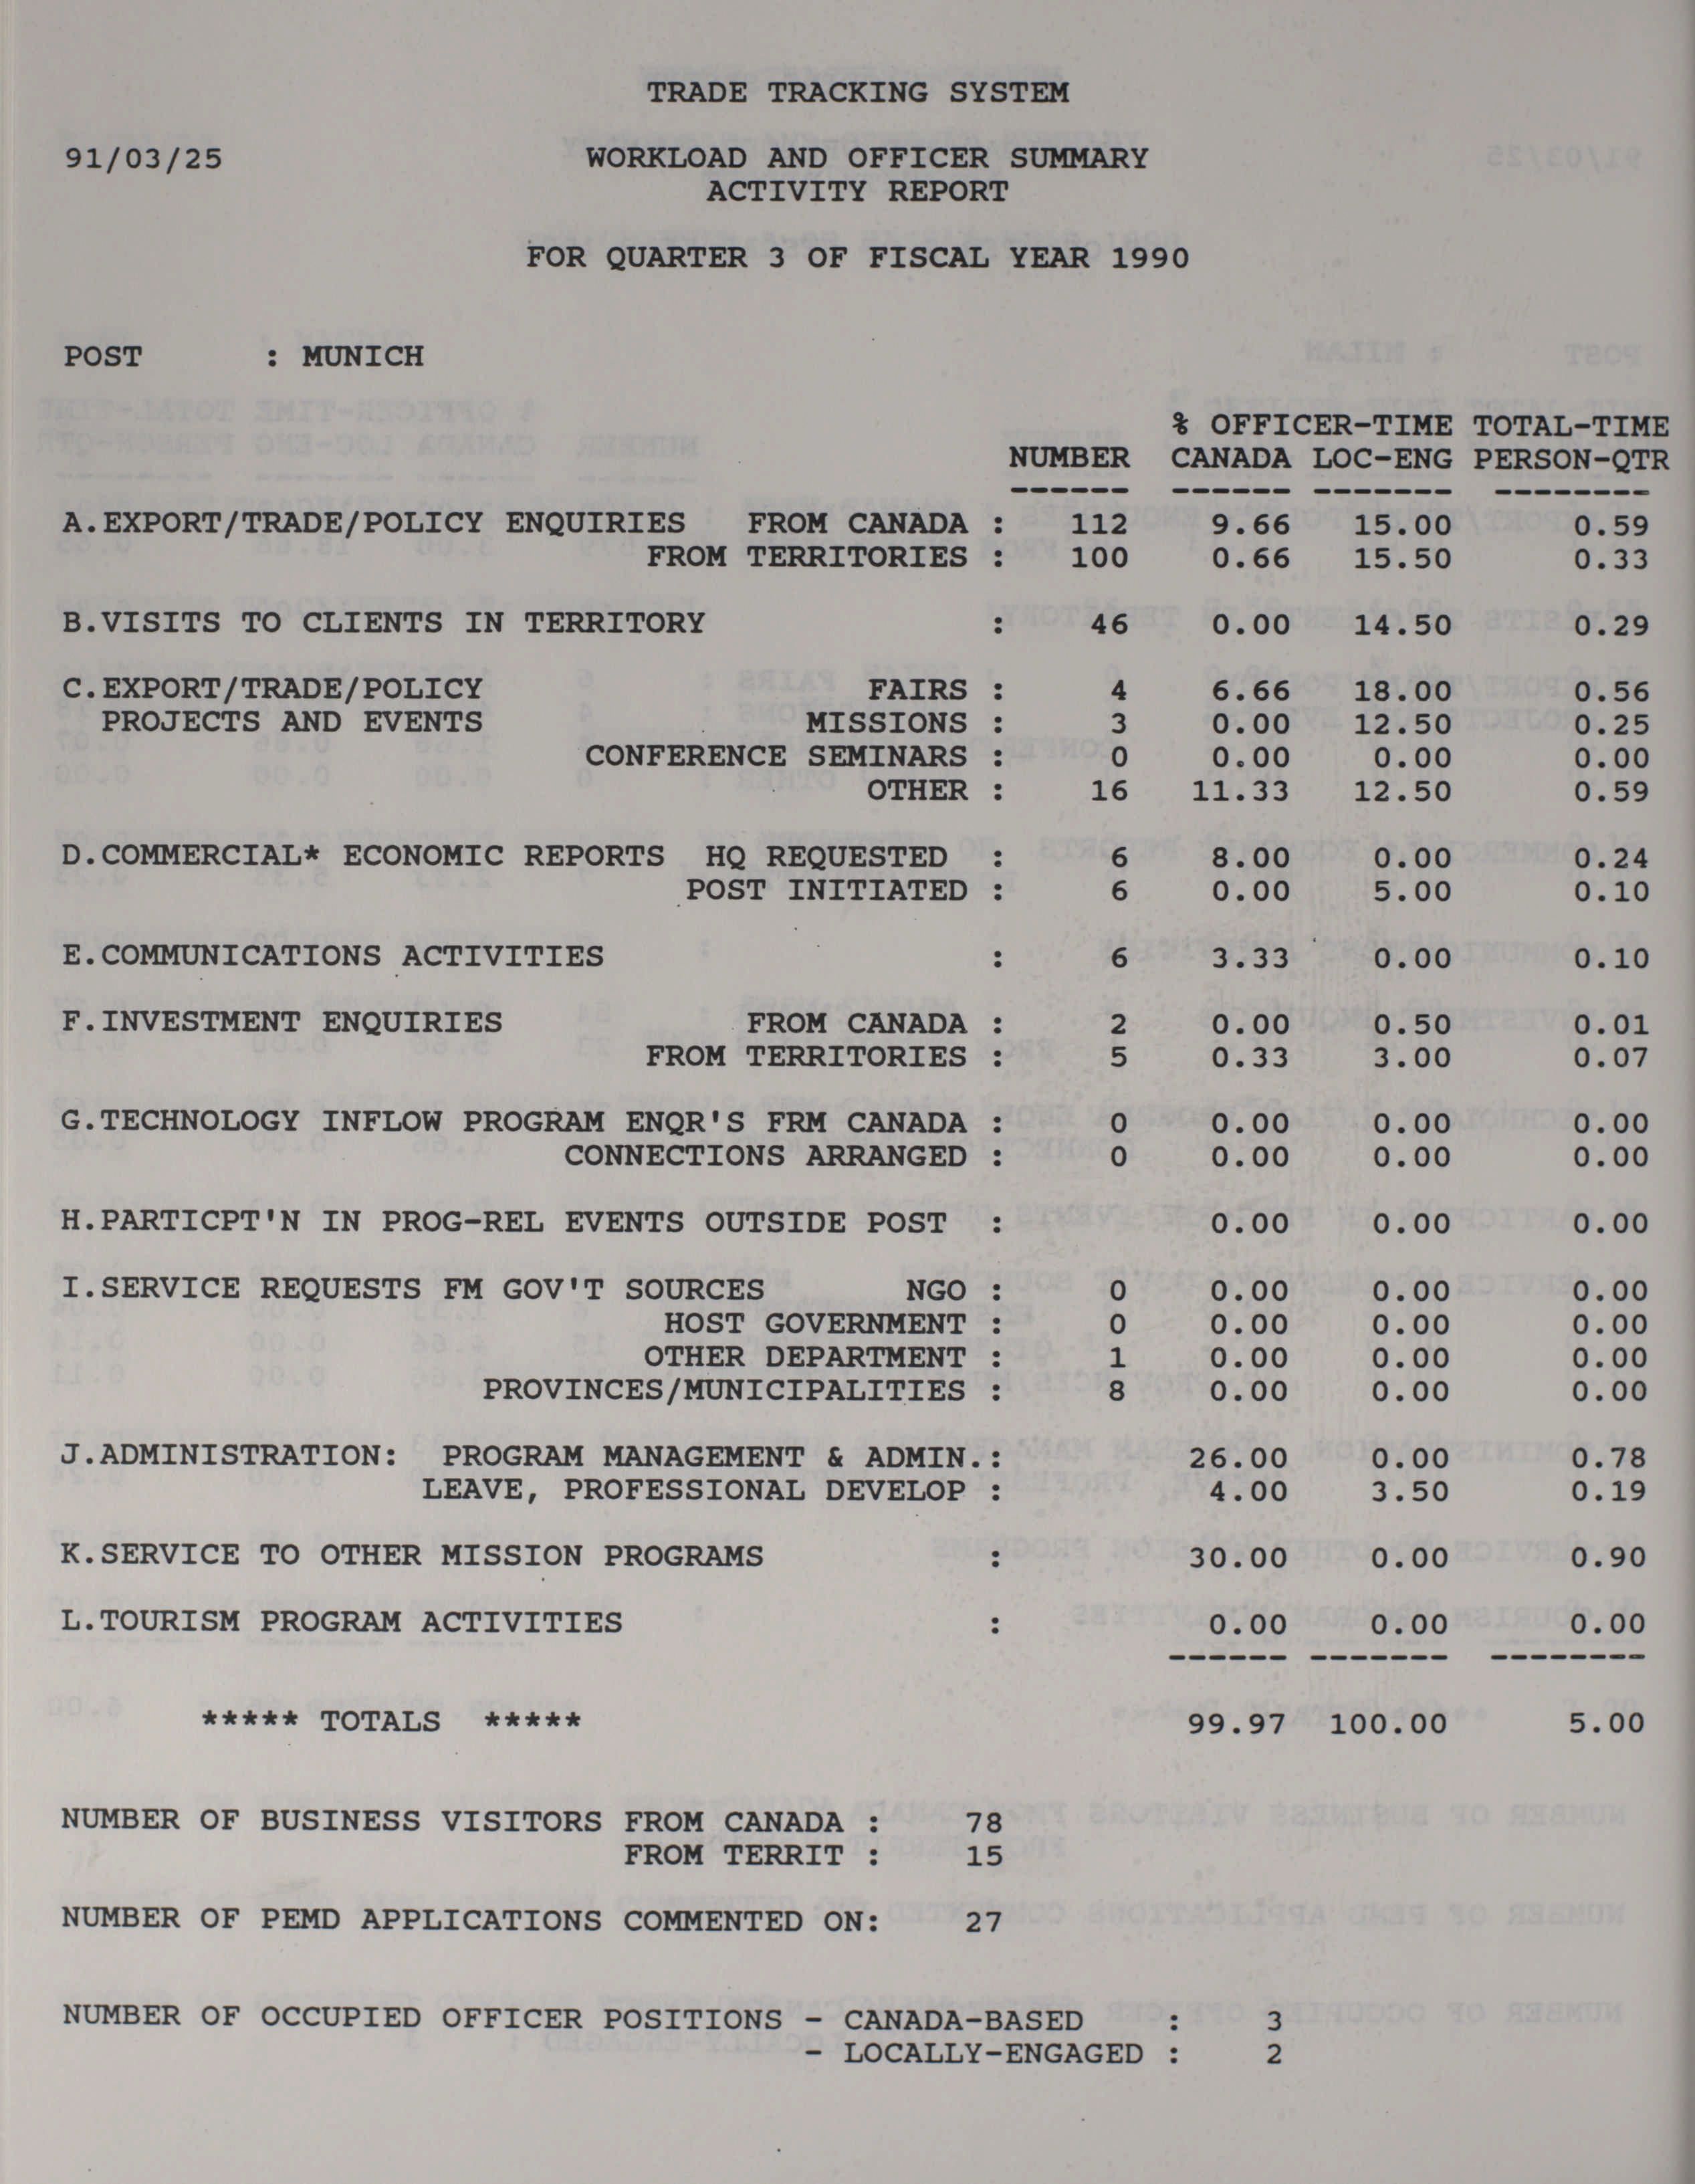 TRADE TRACKING SYSTEM
91/03/25 WORKLOAD AND OFFICER SUMMARY
ACTIVITY REPORT
FOR QUARTER 3 OF FISCAL YEAR 1990
POST : MUNICH
% OFFICER-TIME TOTAL-TIME
NUMBER CANADA LOC-ENG PERSON-QTR
------ ------ ------- --------
A.EXPORT/TRADE/POLICY ENQUIRIES FROM CANADA : 112 9.66 15.00 0.59
FROM TERRITORIES : 100 0.66 15.50 0.33
B.VISITS TO CLIENTS IN TERRITORY : 46 0.00 14.50 0.29
C.EXPORT/TRADE/POLICY FAIRS : 4 6.66 18.00 0.56
PROJECTS AND EVENTS MISSIONS : 3 0.00 12.50 0.25
CONFERENCE SEMINARS : 0 0.00 0.00 0.00
OTHER : 16 11.33 12.50 0.59
D.COMMERCIAL* ECONOMIC REPORTS HQ REQUESTED : 6 8.00 0.00 0.24
POST INITIATED : 6 0.00 5.00 0.10
E.COMMUNICATIONS ACTIVITIES : 6 3.33 0.00 0.10
F.INVESTMENT ENQUIRIES FROM CANADA : 2 0.00 0.50 0.01
FROM TERRITORIES : 5 0.33 3.00 0.07
G.TECHNOLOGY INFLOW PROGRAM ENQR'S FRM CANADA : 0 0.00 0.00 0.00
CONNECTIONS ARRANGED : 0 0.00 0.00 0.00
H.PARTICPT'N IN PROG-REL EVENTS OUTSIDE POST : 0.00 0.00 0.00
I.SERVICE REQUESTS FM GOV'T SOURCES NGO : 0 0.00 0.00 0.00
HOST GOVERNMENT : 0 0.00 0.00 0.00
OTHER DEPARTMENT : 1 0.00 0.00 0.00
PROVINCES/MUNICIPALITIES : 8 0.00 0.00 0.00
J.ADMINISTRATION: PROGRAM MANAGEMENT & ADMIN.: 26.00 0.00 0.78
LEAVE, PROFESSIONAL DEVELOP : 4.00 3.50 0.19
K.SERVICE TO OTHER MISSION PROGRAMS : 30.00 0.00 0.90
L.TOURISM PROGRAM ACTIVITIES : 0.00 0.00 0.00
------ ------- --------
***** TOTALS ***** 99.97 100.00 5.00
NUMBER OF BUSINESS VISITORS FROM CANADA : 78
FROM TERRIT : 15
NUMBER OF PEMD APPLICATIONS COMMENTED ON: 27
NUMBER OF OCCUPIED OFFICER POSITIONS - CANADA-BASED : 3
- LOCALLY-ENGAGED : 2